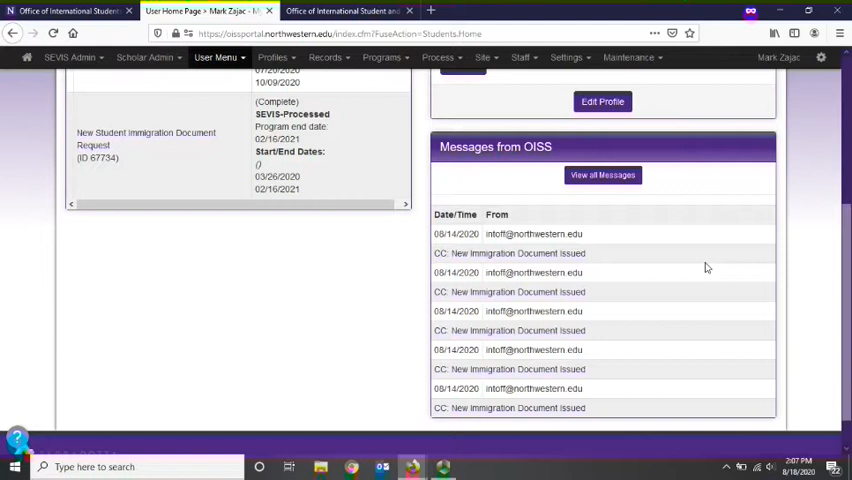 Office of International Students
User Home Page > Mark Zajac - My
Office of International Student and
https://oissportal.northwestern.edu/index.cfm?FuseAction=Students.Home
SEVIS Admin
Scholar Admin
User Menu
Profiles
Records
Programs
Process
Site
Staff
Settings
Maintenance
Mark Zajac
07/20/2020
10/09/2020
New Student Immigration Document
Request
(ID 67734)
(Complete)
SEVIS-Processed
Program end date:
02/16/2021
Start/End Dates:
()
03/26/2020
02/16/2021
Edit Profile
Messages from OISS
View all Messages
Date/Time From
08/14/2020 intoff@northwestern.edu
CC: New Immigration Document Issued
08/14/2020 intoff@northwestern.edu
CC: New Immigration Document Issued
08/14/2020 intoff@northwestern.edu
CC: New Immigration Document Issued
08/14/2020 intoff@northwestern.edu
CC: New Immigration Document Issued
08/14/2020 intoff@northwestern.edu
CC: New Immigration Document Issued
Type here to search
2:07 PM
8/18/2020
22